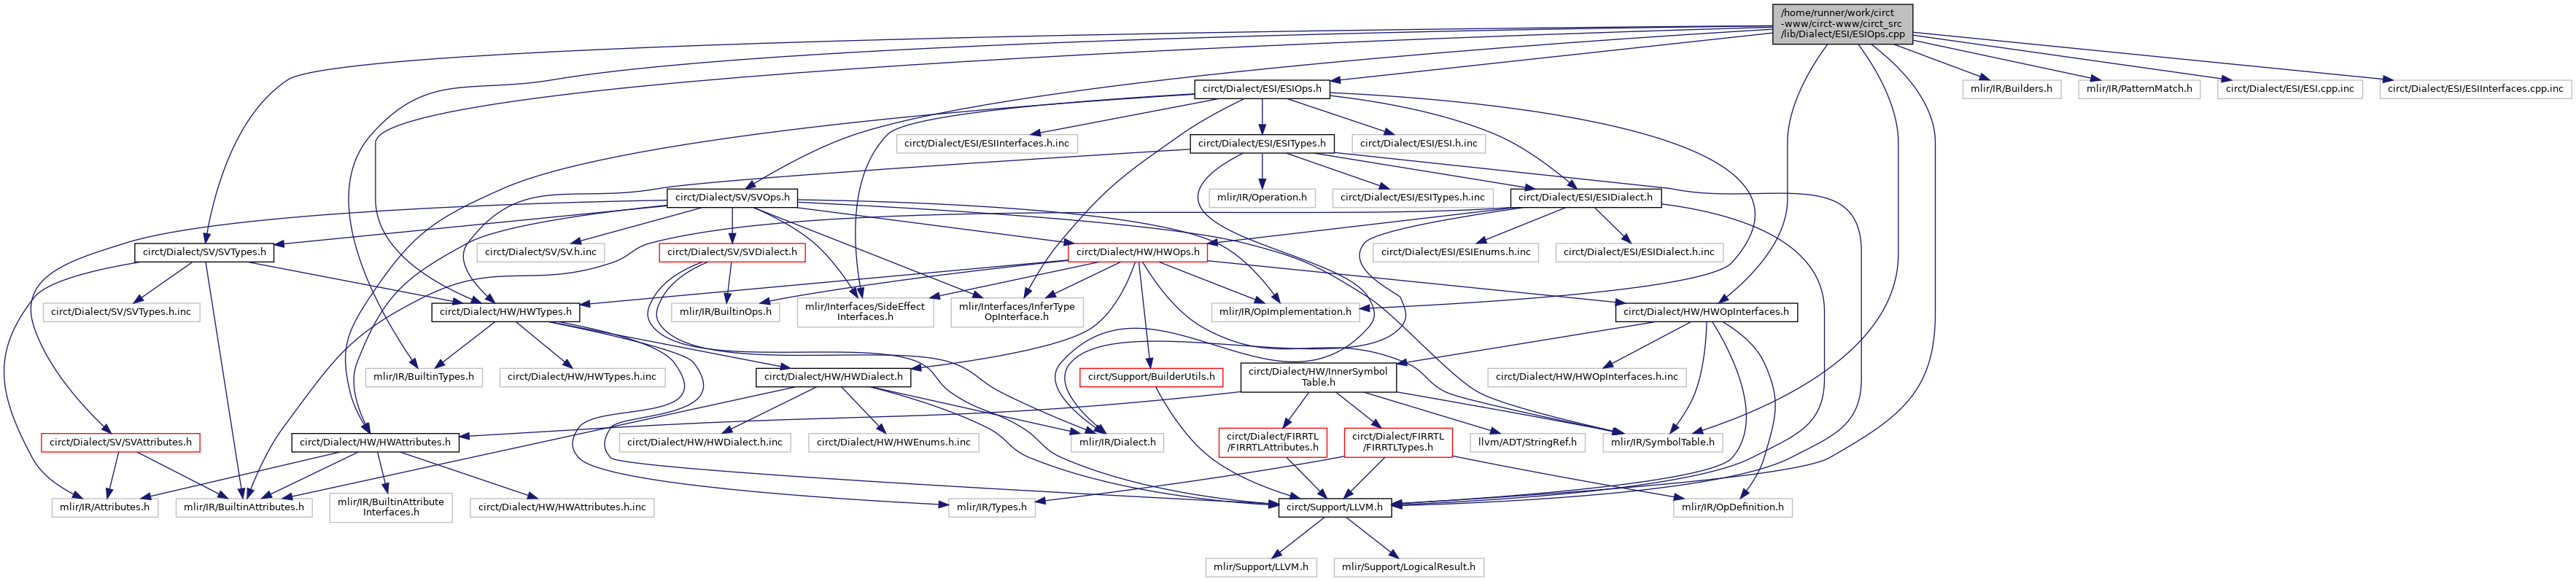 /home/runner/work/circt
-www/circt-www/circt_src
/lib/Dialect/ESI/ESIOps.cpp
circt/Dialect/ESI/ESIOps.h
mlir/IR/Builders.h
mlir/IR/PatternMatch.h
circt/Dialect/ESI/ESI.cpp.inc
circt/Dialect/ESI/ESIInterfaces.cpp.inc
circt/Dialect/ESI/ESIInterfaces.h.inc
circt/Dialect/ESI/ESITypes.h
circt/Dialect/ESI/ESI.h.inc
circt/Dialect/SV/SVOps.h
mlir/IR/Operation.h
circt/Dialect/ESI/ESITypes.h.inc
circt/Dialect/ESI/ESIDialect.h
circt/Dialect/SV/SVTypes.h
circt/Dialect/SV/SV.h.inc
circt/Dialect/SV/SVDialect.h
circt/Dialect/HW/HWOps.h
circt/Dialect/ESI/ESIEnums.h.inc
circt/Dialect/ESI/ESIDialect.h.inc
circt/Dialect/SV/SVTypes.h.inc
circt/Dialect/HW/HWTypes.h
mlir/IR/BuiltinOps.h
mlir/Interfaces/SideEffect
Interfaces.h
mlir/Interfaces/InferType
OpInterface.h
mlir/IR/OpImplementation.h
circt/Dialect/HW/HWOpInterfaces.h
mlir/IR/BuiltinTypes.h
circt/Dialect/HW/HWTypes.h.inc
circt/Dialect/HW/HWDialect.h
circt/Support/BuilderUtils.h
circt/Dialect/HW/InnerSymbol
Table.h
circt/Dialect/HW/HWOpInterfaces.h.inc
circt/Dialect/SV/SVAttributes.h
circt/Dialect/HW/HWAttributes.h
circt/Dialect/HW/HWDialect.h.inc
circt/Dialect/HW/HWEnums.h.inc
mlir/IR/Dialect.h
circt/Dialect/FIRRTL
/FIRRTLAttributes.h
circt/Dialect/FIRRTL
/FIRRTLTypes.h
llvm/ADT/StringRef.h
mlir/IR/SymbolTable.h
mlir/IR/Attributes.h
mlir/IR/BuiltinAttributes.h
mlir/IR/BuiltinAttribute
Interfaces.h
circt/Dialect/HW/HWAttributes.h.inc
mlir/IR/Types.h
circt/Support/LLVM.h
mlir/IR/OpDefinition.h
mlir/Support/LLVM.h
mlir/Support/LogicalResult.h